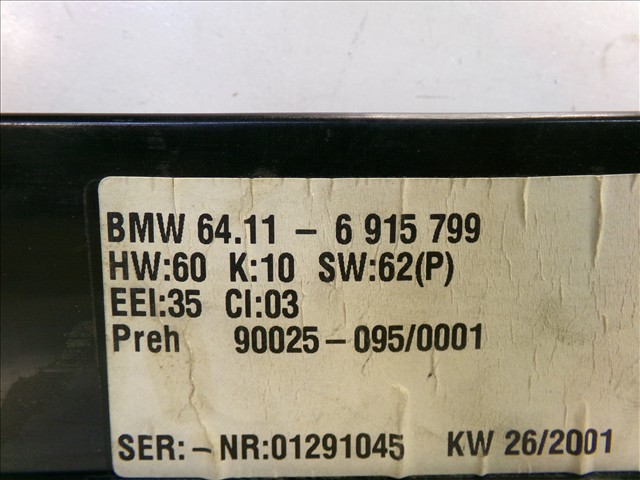 BMW 64.11 - 6 915 799
HW:60 K:10 SW:62(P)
EEI:35 CI:03
Preh 90025-095/0001
SER:-NR:01291045 KW 26/2001